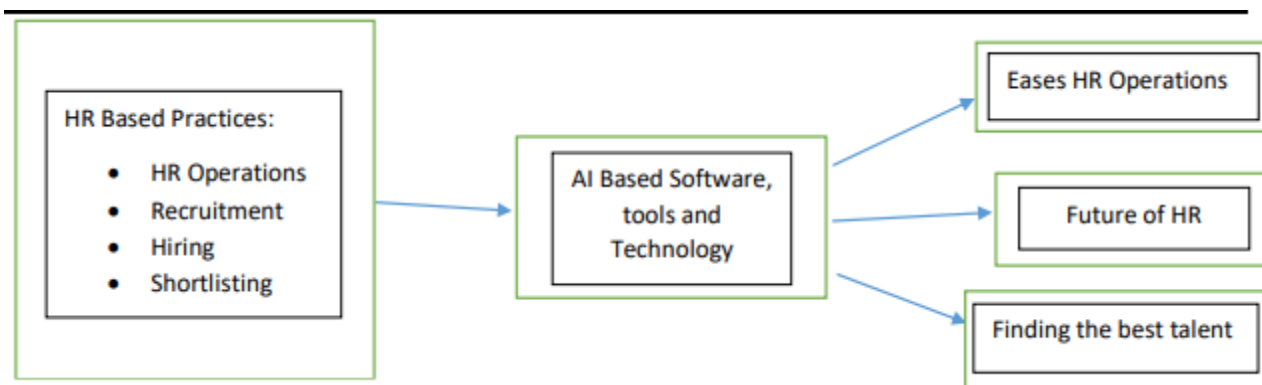 HR Based Practices:
• HR Operations
• Recruitment
• Hiring
• Shortlisting
AI Based Software,
tools and
Technology
Eases HR Operations
Future of HR
Finding the best talent